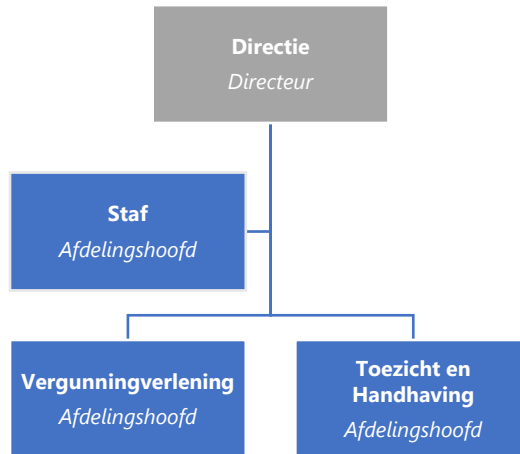 Directie
Directeur
Staf
Afdelingshoofd
Vergunningverlening
Afdelingshoofd
Toezicht en
Handhaving
Afdelingshoofd